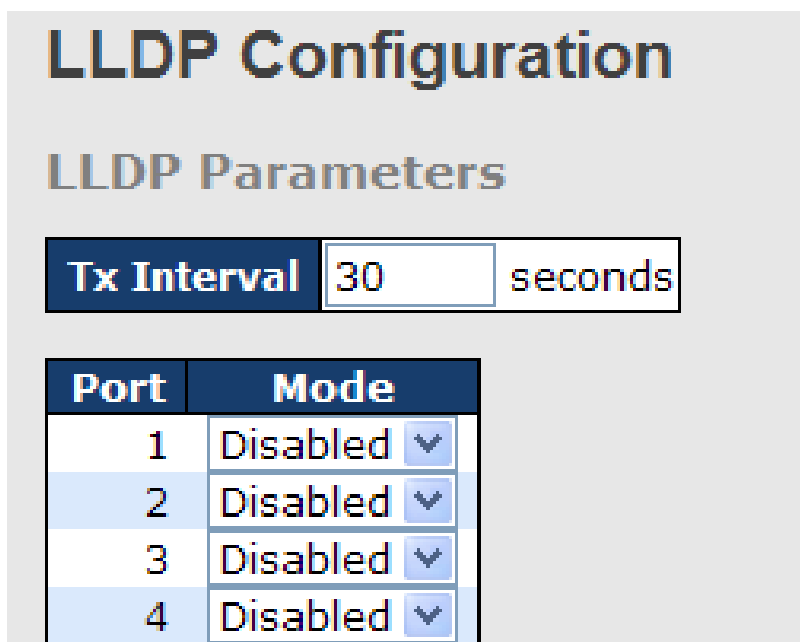 LLDP Configuration
LLDP Parameters
Tx Interval 30 seconds
Port Mode
1 Disabled
2 Disabled
3 Disabled
4 Disabled